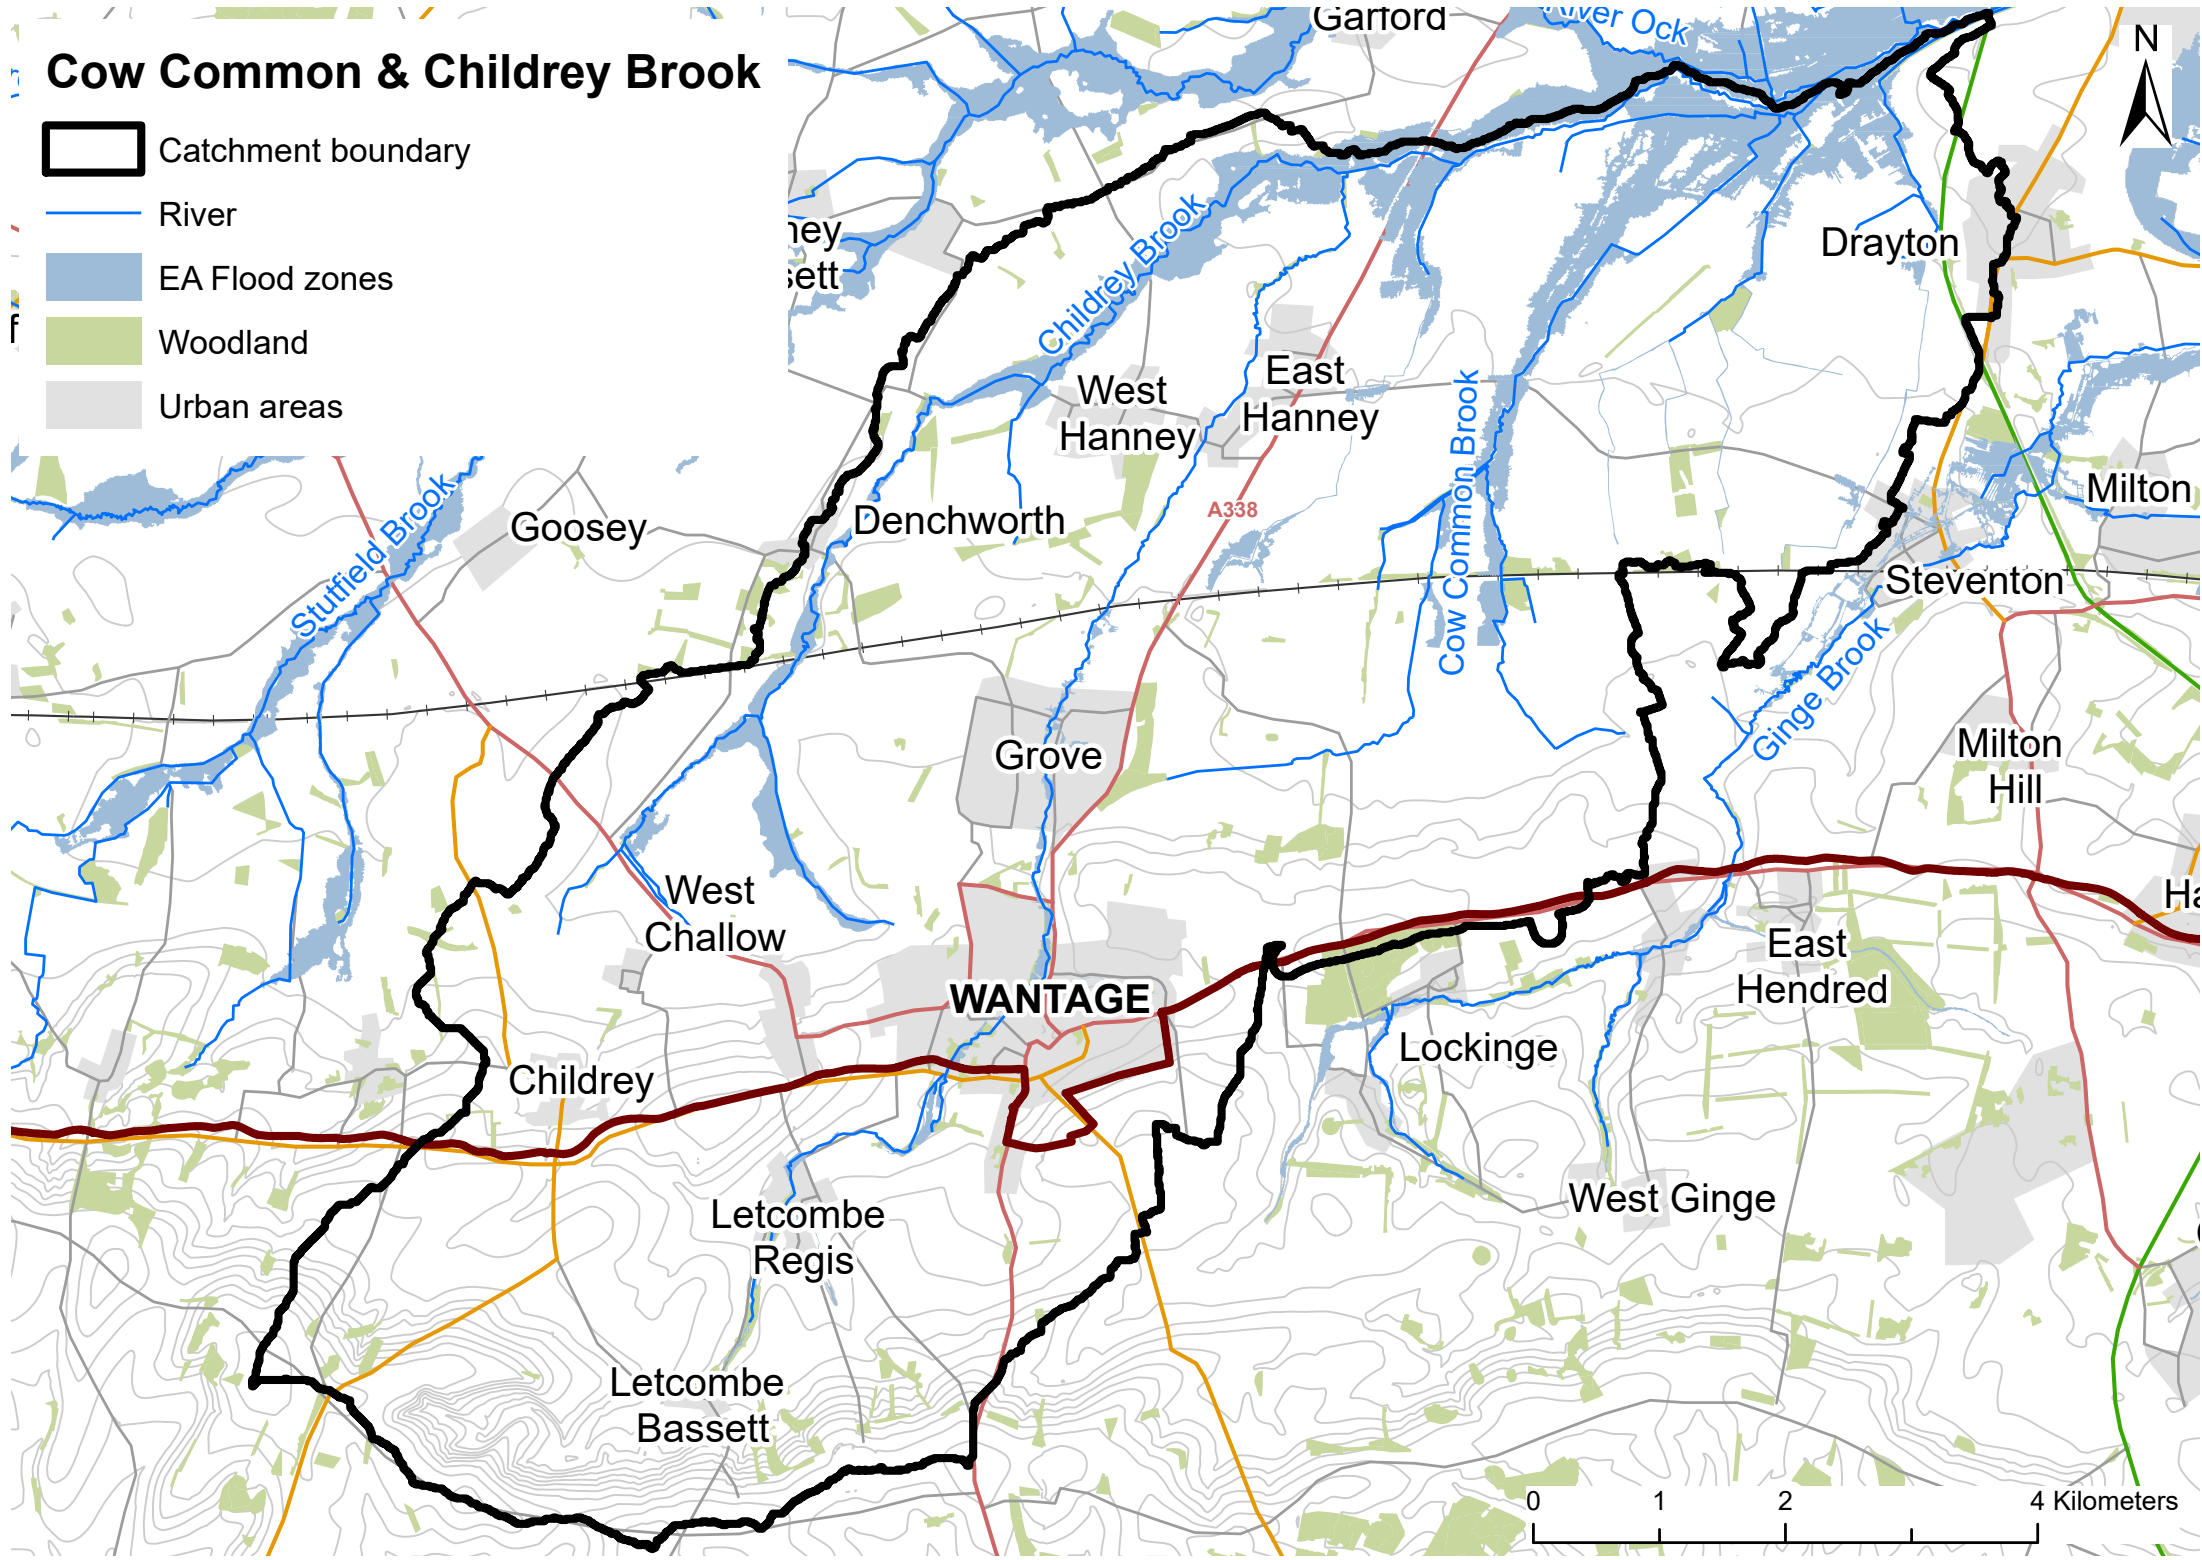 Cow Common & Childrey Brook
Catchment boundary
River
EA Flood zones
Woodland
Urban areas
Garford
River Ock
N
Drayton
Childrey Brook
West
Hanney
East
Hanney
Cow Common Brook
A338
Denchworth
Goosey
Stutfield Brook
Milton
Steventon
Ginge Brook
Milton
Hill
Grove
West
Challow
WANTAGE
East
Hendred
Lockinge
Childrey
West Ginge
Letcombe
Regis
Letcombe
Bassett
0 1 2 4 Kilometers